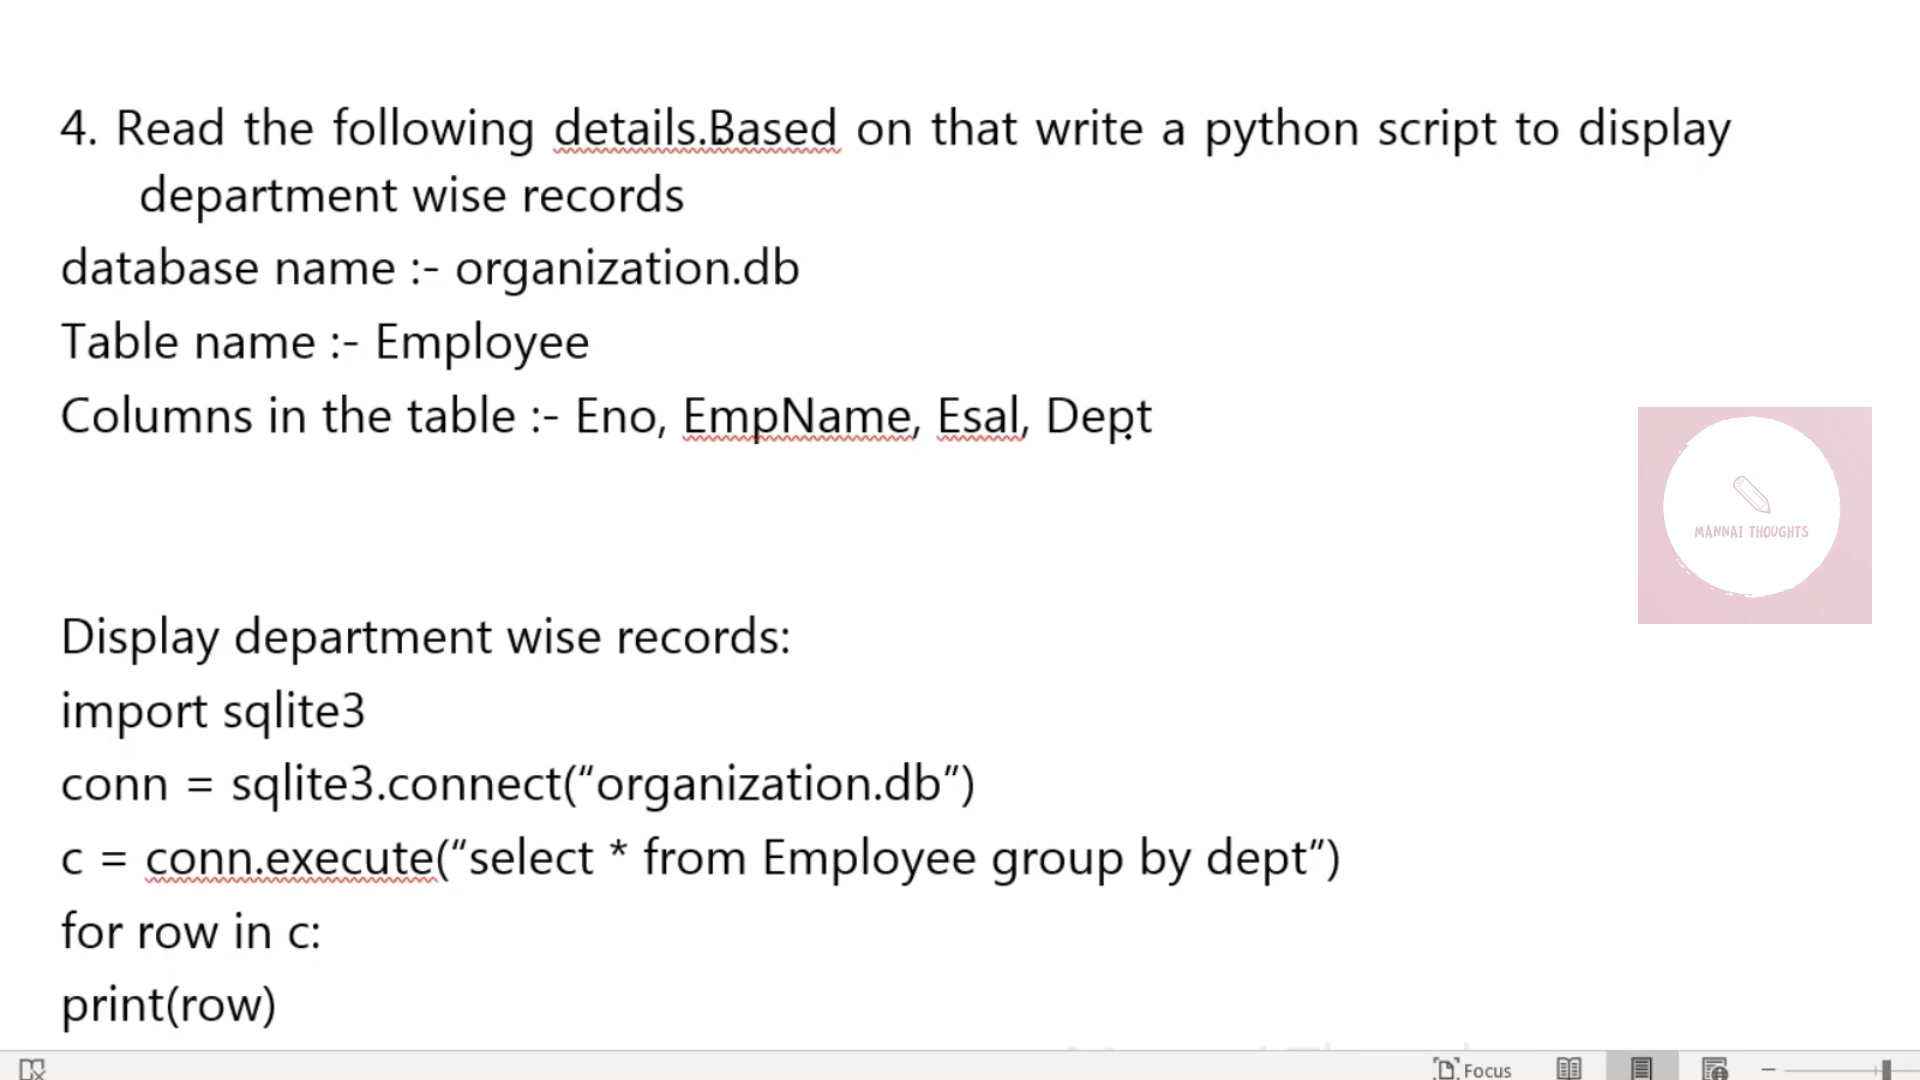 4. Read the following details.Based on that write a python script to display
department wise records
database name :- organization.db
Table name :- Employee
Columns in the table :- Eno, EmpName, Esal, Dept
MANNAI THOUGHTS
Display department wise records:
import sqlite3
conn = sqlite3.connect(“organization.db”)
c = conn.execute(“select * from Employee group by dept”)
for row in c:
print(row)
Focus